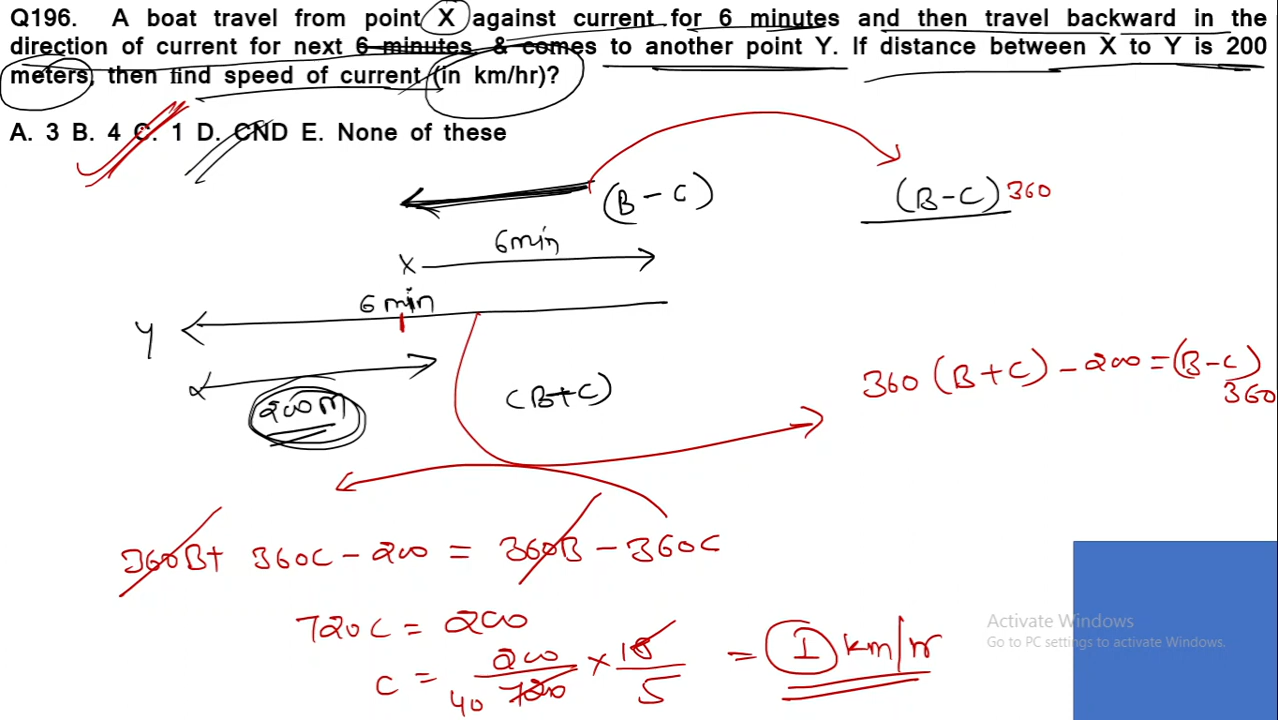 Q196. A boat travel from point X against current for 6 minutes and then travel backward in the
direction of current for next 6 minutes & comes to another point Y. If distance between X to Y is 200
meters, then find speed of current (in km/hr)?
A. 3 B. 4 C. 1 D. CND E. None of these
(B-C)
(B-C) 360
6min
X
6 min
Y
200m
(B+C)
360 (B+C) - 200 = (B-C)
360
360B + 360C - 200 = 360B - 360C
720C = 200
C = 200/720 × 18/5 = 1 km/hr
40
Activate Windows
Go to PC settings to activate Windows.